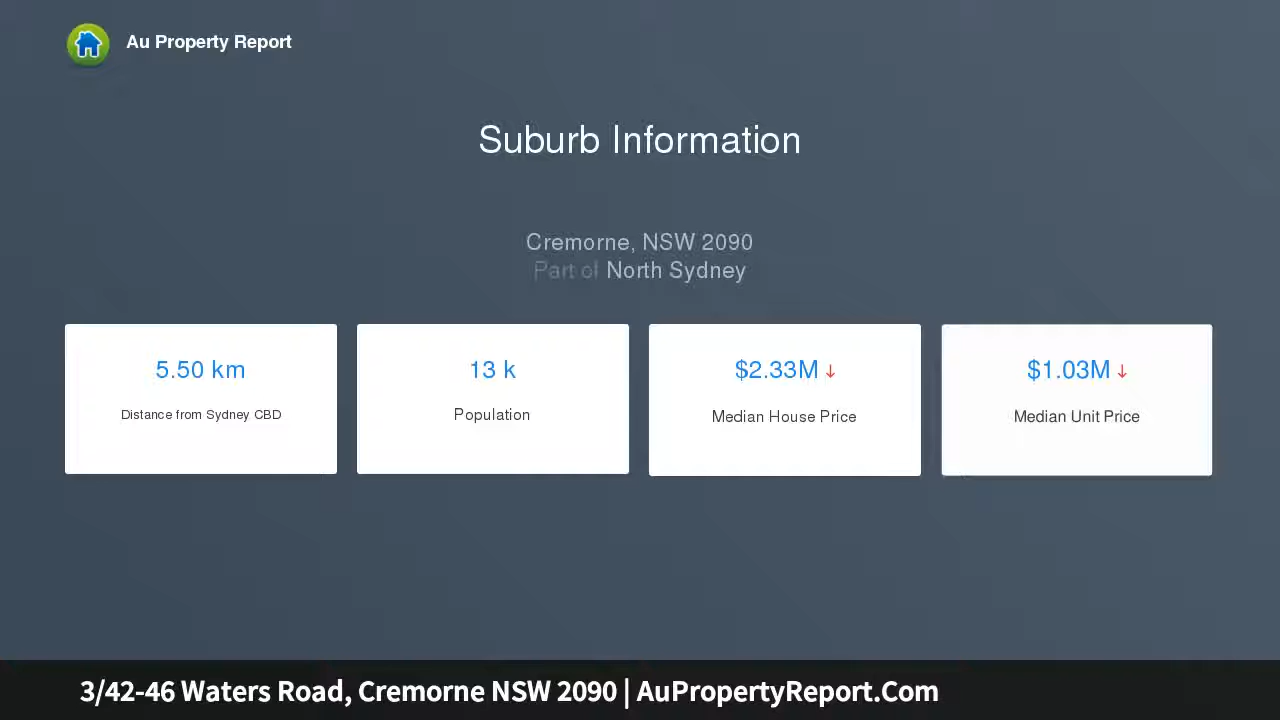 Au Property Report
Suburb Information
Cremorne, NSW 2090
Part of North Sydney
5.50 km
Distance from Sydney CBD
13 k
Population
$2.33M ↓
Median House Price
$1.03M ↓
Median Unit Price
3/42-46 Waters Road, Cremorne NSW 2090 | AuPropertyReport.Com